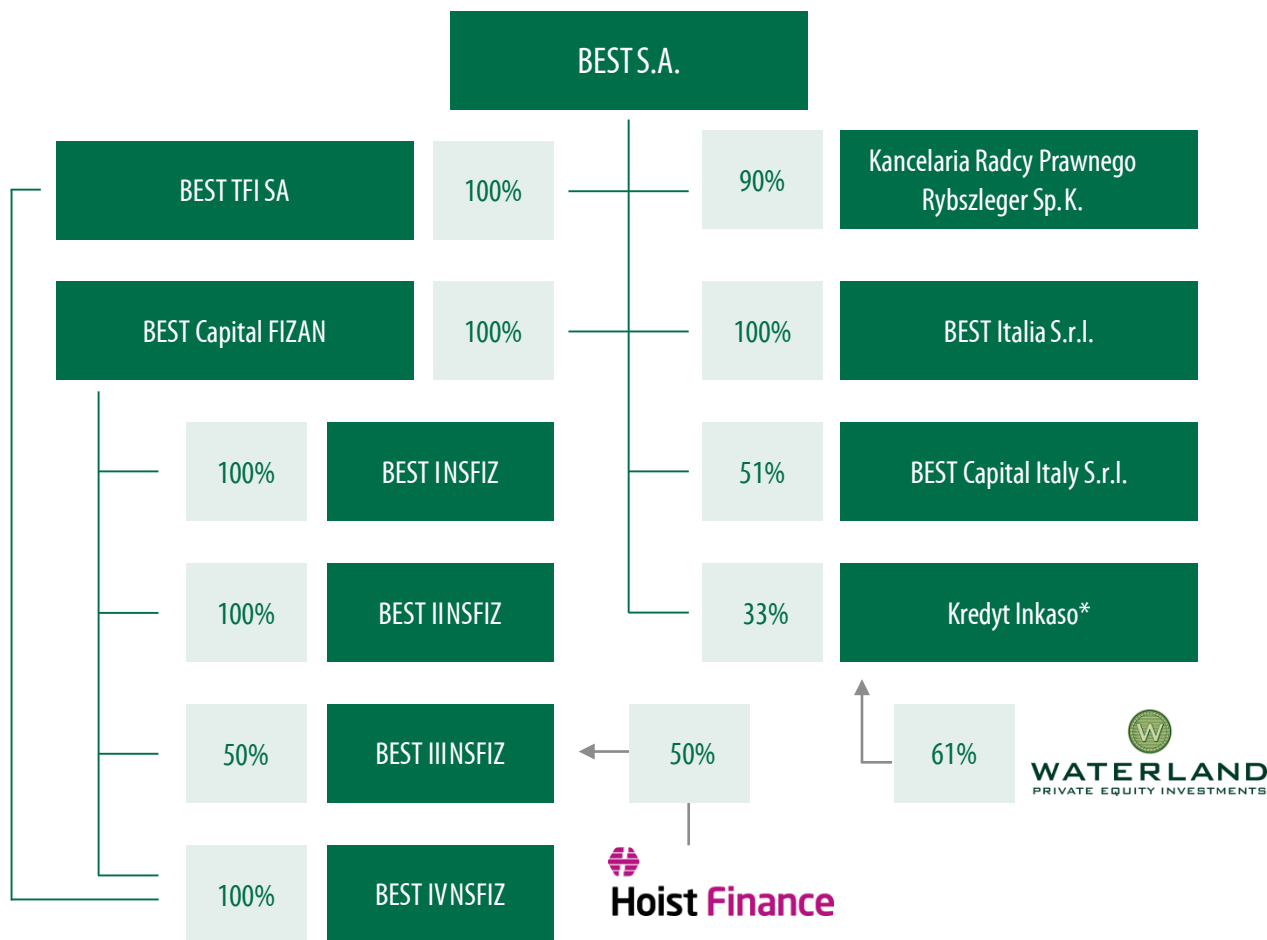 BEST S.A.
BEST TFI SA
100%
90%
Kancelaria Radcy Prawnego
Rybszleger Sp. K.
BEST Capital FIZAN
100%
100%
BEST Italia S.r.l.
100%
BEST I NSFIZ
51%
BEST Capital Italy S.r.l.
100%
BEST II NSFIZ
33%
Kredyt Inkaso*
50%
BEST III NSFIZ
50%
61%
W
WATERLAND
PRIVATE EQUITY INVESTMENTS
100%
BEST IV NSFIZ
Hoist Finance